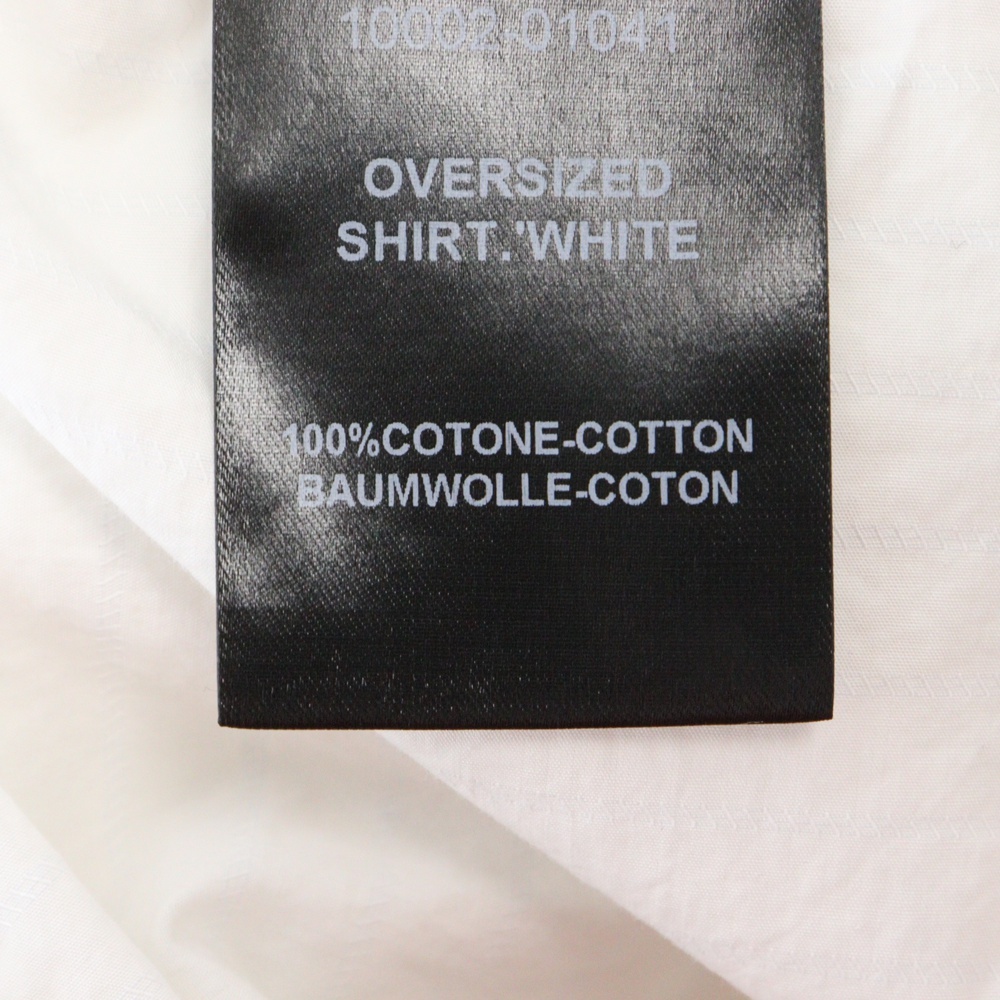 10002-01041
OVERSIZED
SHIRT.'WHITE
100%COTONE-COTTON
BAUMWOLLE-COTON